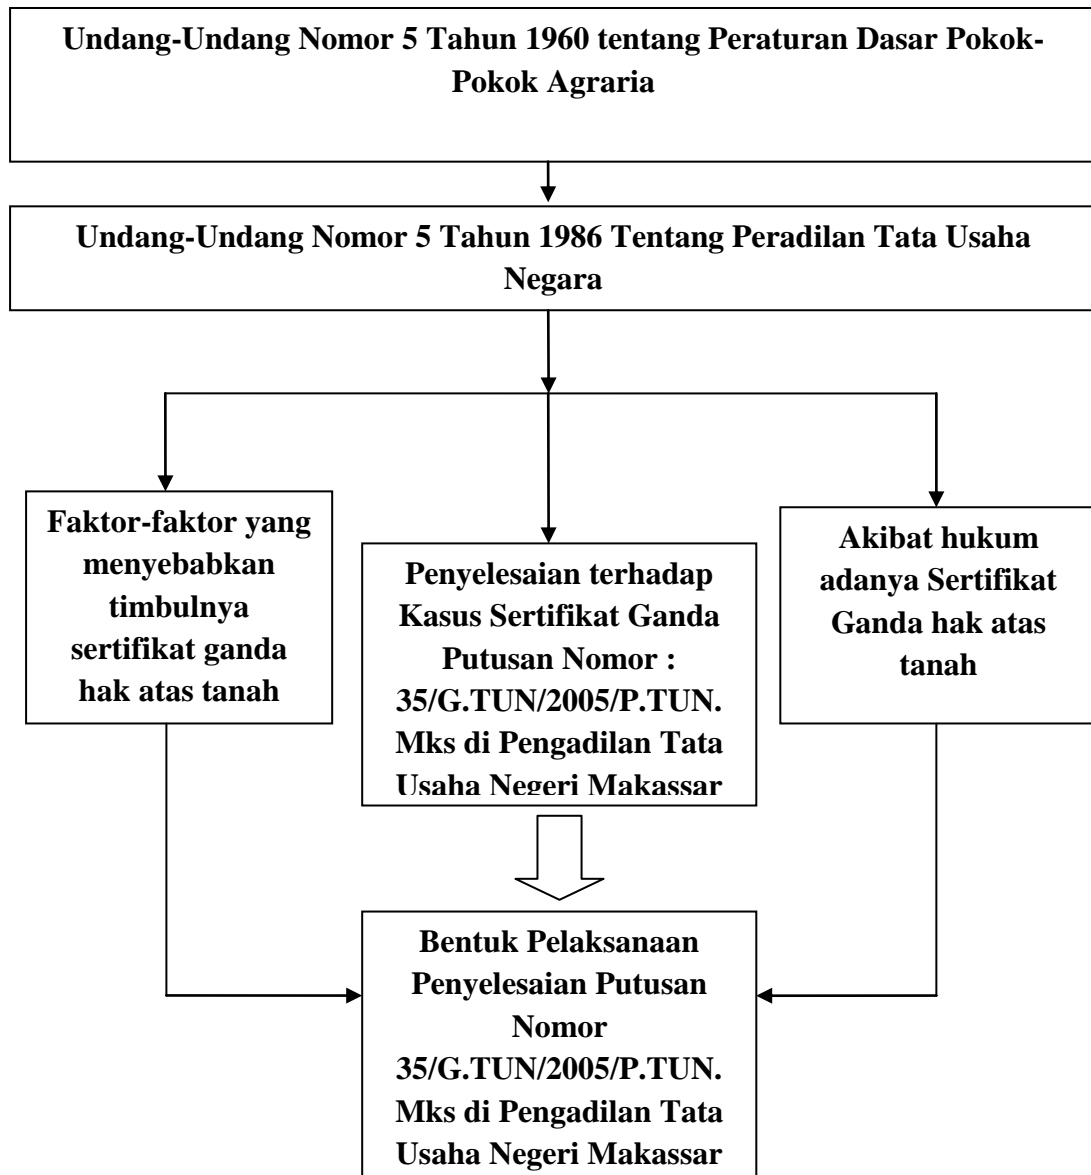 Undang-Undang Nomor 5 Tahun 1960 tentang Peraturan Dasar Pokok-
Pokok Agraria
Undang-Undang Nomor 5 Tahun 1986 Tentang Peradilan Tata Usaha
Negara
Faktor-faktor yang
menyebabkan
timbulnya
sertifikat ganda
hak atas tanah
Penyelesaian terhadap
Kasus Sertifikat Ganda
Putusan Nomor :
35/G.TUN/2005/P.TUN.
Mks di Pengadilan Tata
Usaha Negeri Makassar
Akibat hukum
adanya Sertifikat
Ganda hak atas
tanah
Bentuk Pelaksanaan
Penyelesaian Putusan
Nomor
35/G.TUN/2005/P.TUN.
Mks di Pengadilan Tata
Usaha Negeri Makassar